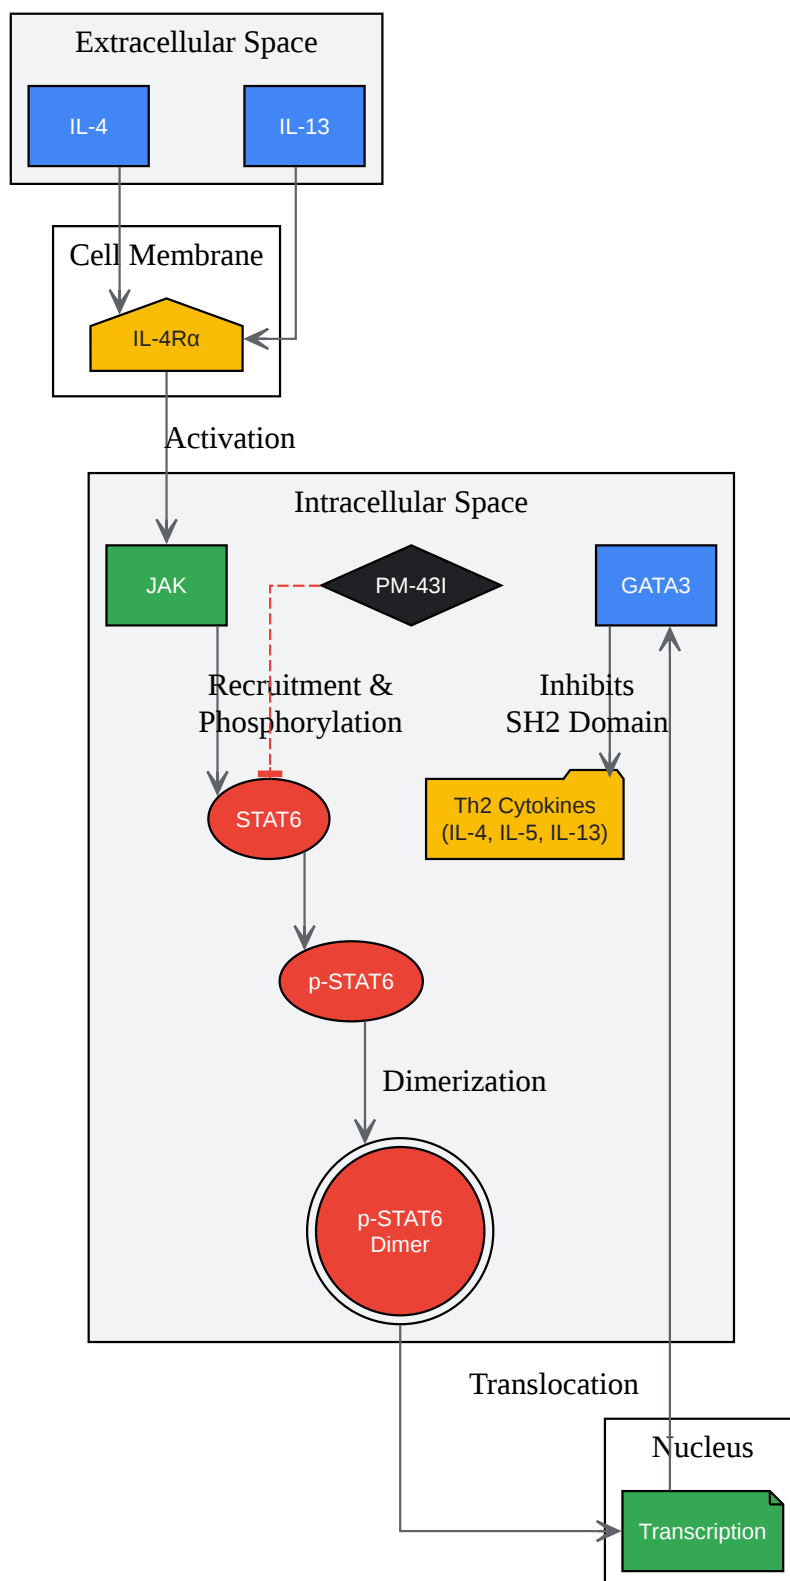 Extracellular Space
IL-4
IL-13
Cell Membrane
IL-4Rα
Activation
Intracellular Space
JAK
PM-43I
GATA3
Recruitment &
Phosphorylation
Inhibits
SH2 Domain
STAT6
Th2 Cytokines
(IL-4, IL-5, IL-13)
p-STAT6
Dimerization
p-STAT6
Dimer
Translocation
Nucleus
Transcription